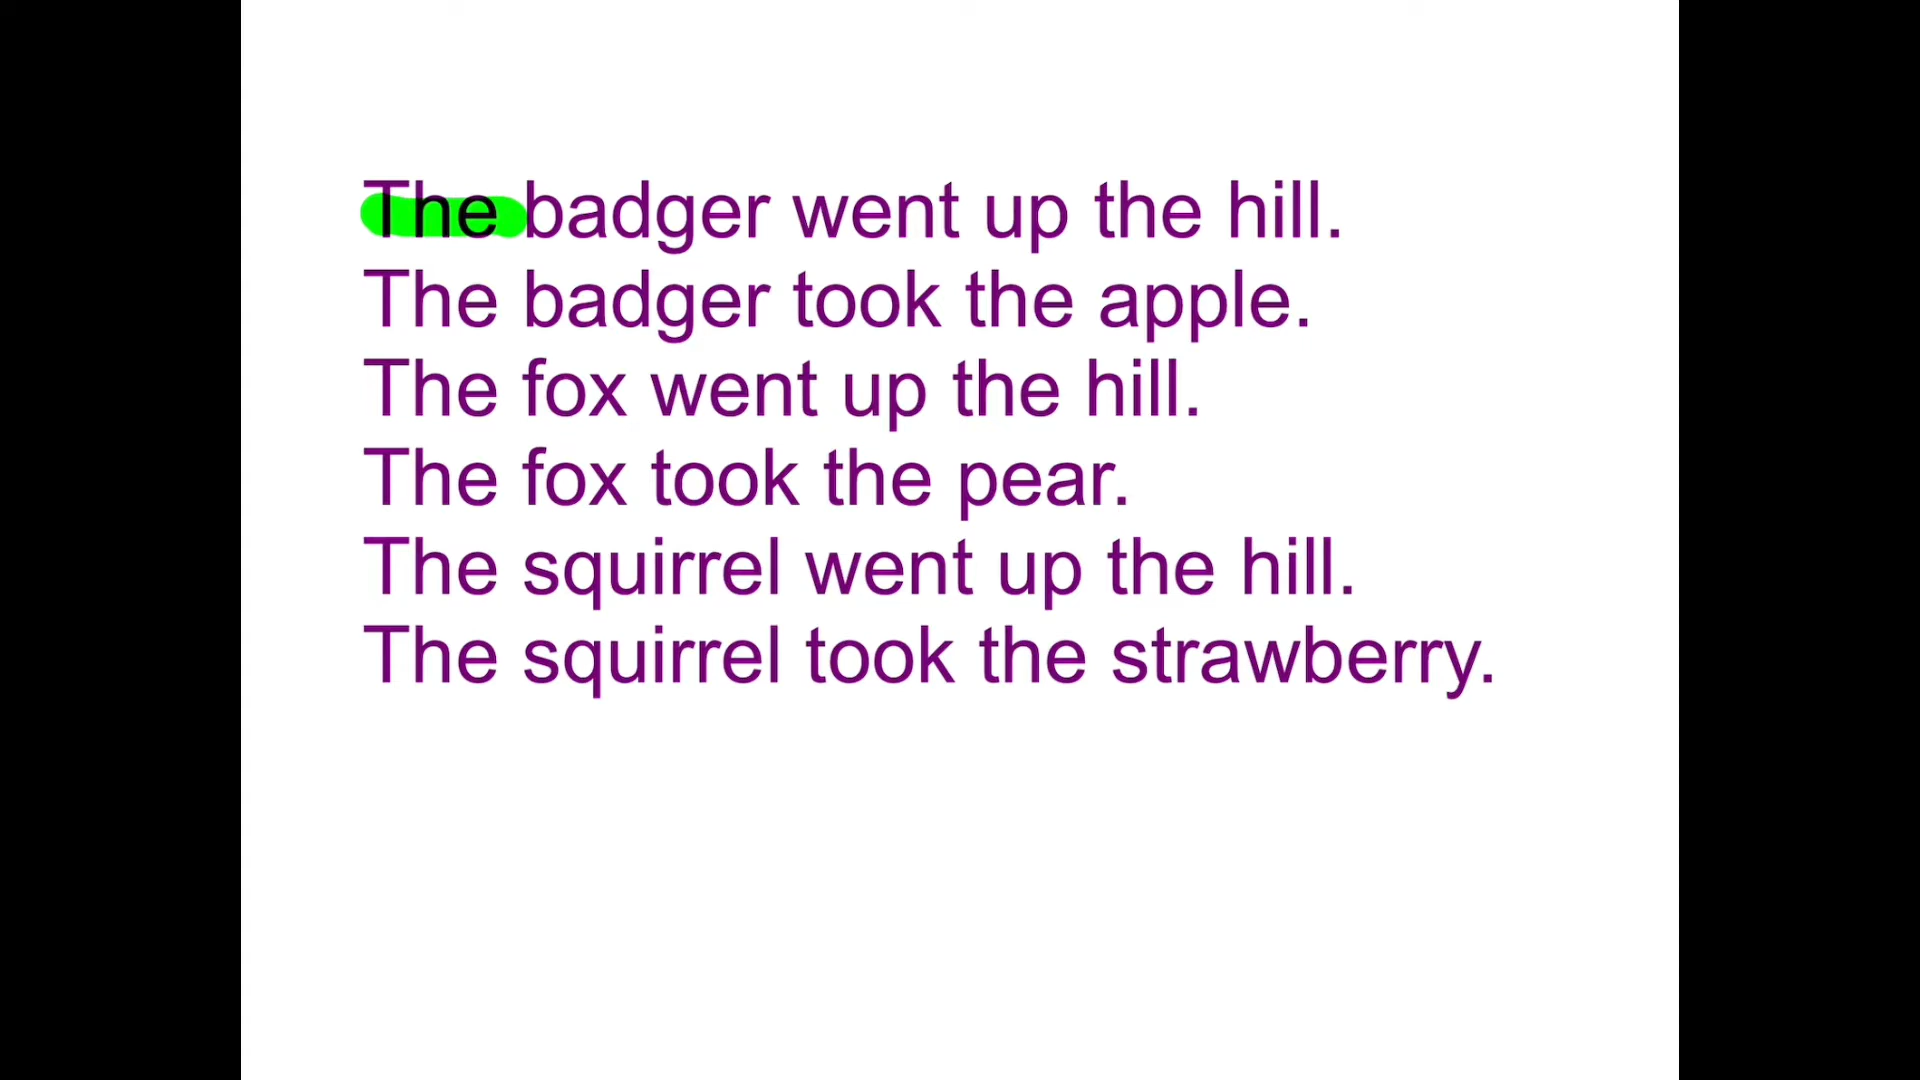 The badger went up the hill.
The badger took the apple.
The fox went up the hill.
The fox took the pear.
The squirrel went up the hill.
The squirrel took the strawberry.